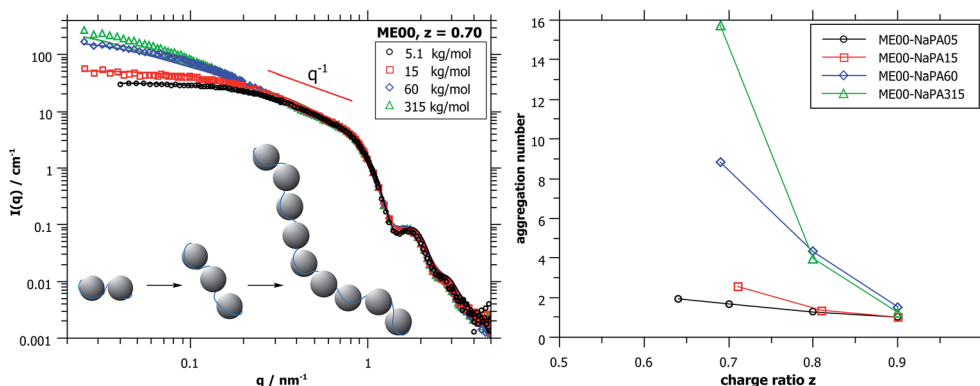 ME00, z = 0.70
5.1 kg/mol
15 kg/mol
60 kg/mol
315 kg/mol
q⁻¹
I(q) / cm⁻¹
100
10
1
0.1
0.01
0.001
0.1
1
q / nm⁻¹
ME00-NaPA05
ME00-NaPA15
ME00-NaPA60
ME00-NaPA315
aggregation number
16
14
12
10
8
6
4
2
0
0.5
0.6
0.7
0.8
0.9
1
charge ratio z